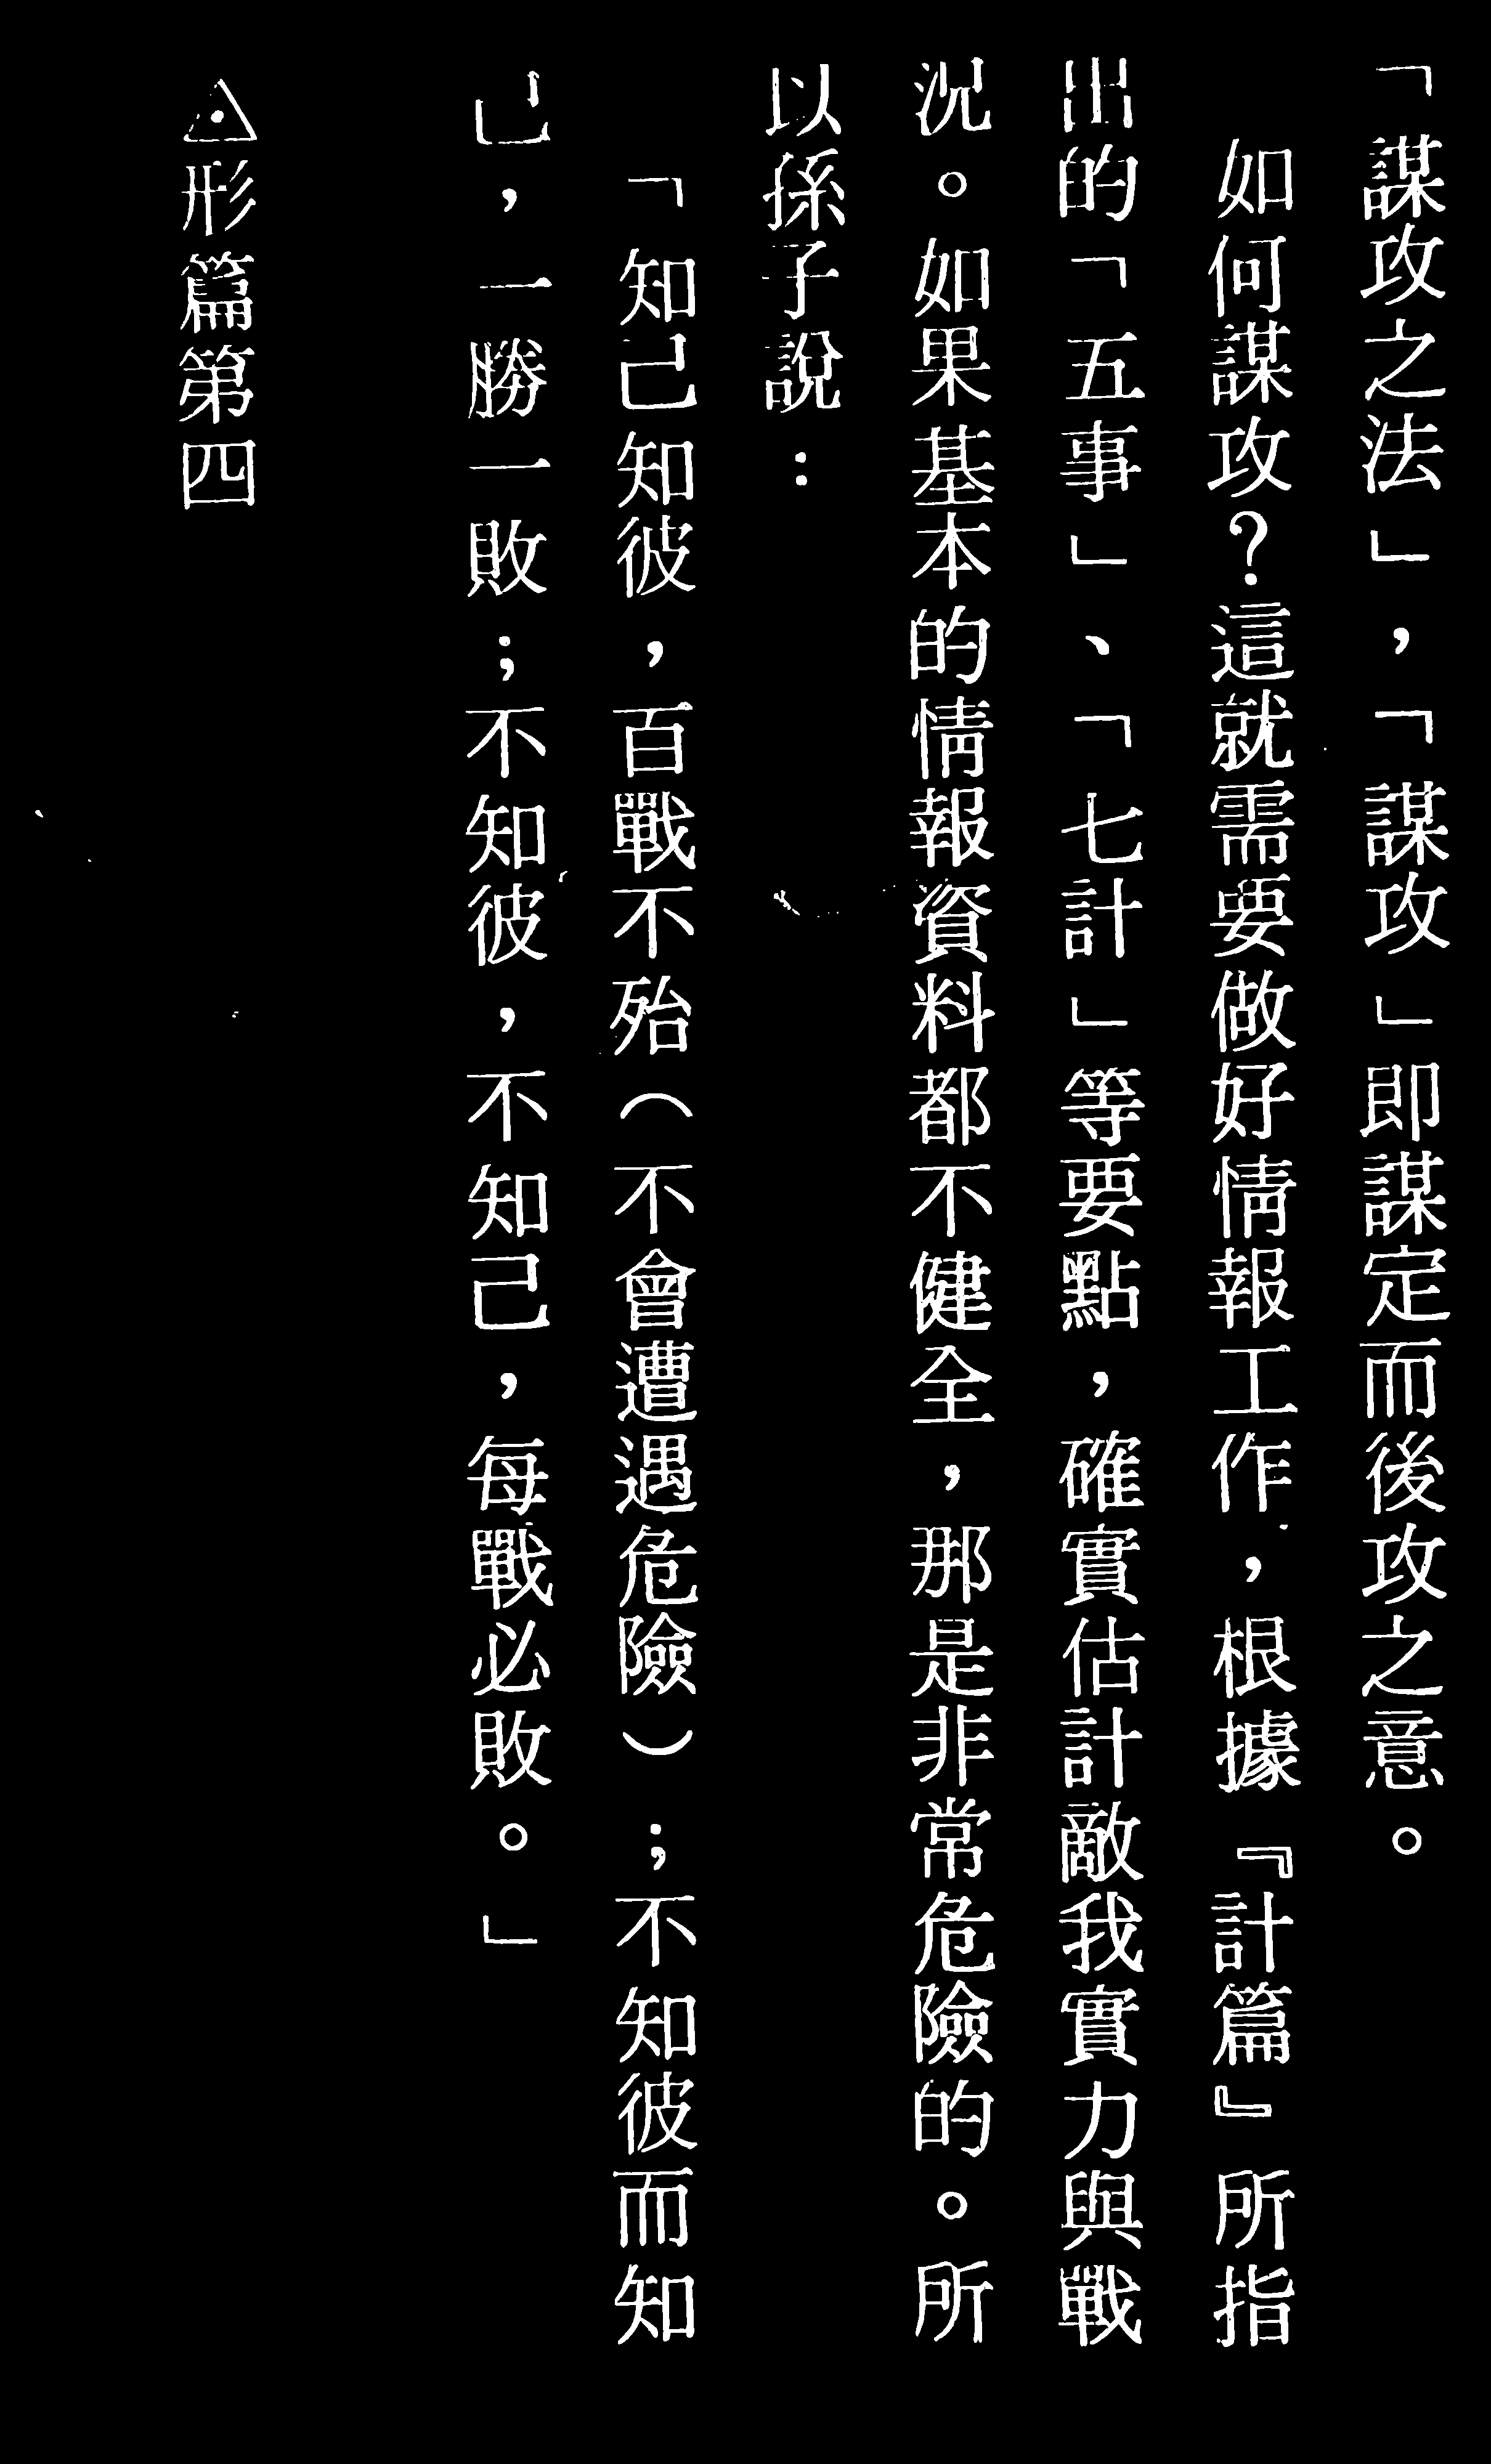 「謀攻之法」，「謀攻」即謀定而後攻之意。
如何謀攻？這就需要做好情報工作，根據『計篇』所指
出的「五事」、「七計」等要點，確實估計敵我實力與戰
況。如果基本的情報資料都不健全，那是非常危險的。所
以孫子說：
「知己知彼，百戰不殆（不會遭遇危險）；不知彼而知
己，一勝一敗；不知彼，不知己，每戰必敗。」
形篇第四